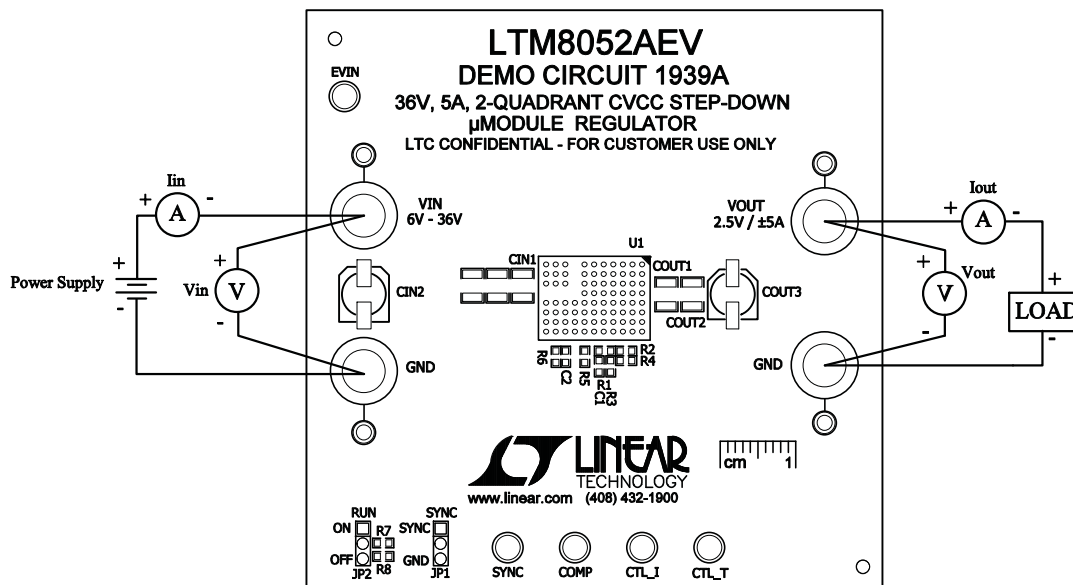 LTM8052AEV
DEMO CIRCUIT 1939A
36V, 5A, 2-QUADRANT CVCC STEP-DOWN
µMODULE REGULATOR
LTC CONFIDENTIAL - FOR CUSTOMER USE ONLY
EVIN
Iin
+ A -
VIN
6V - 36V
VOUT
2.5V / ±5A
Iout
+ A -
Power Supply
+
-
Vin
+
V
-
CIN1
CIN2
U1
COUT1
COUT2
COUT3
Vout
+
V
-
+
LOAD
-
GND
GND
R6
C2
R5
R2
R4
R1
C1
R3
LT LINEAR
TECHNOLOGY
www.linear.com (408) 432-1900
cm 1
RUN
ON
OFF
JP2
R7
R8
SYNC
SYNC
GND
JP1
SYNC
COMP
CTL_I
CTL_T